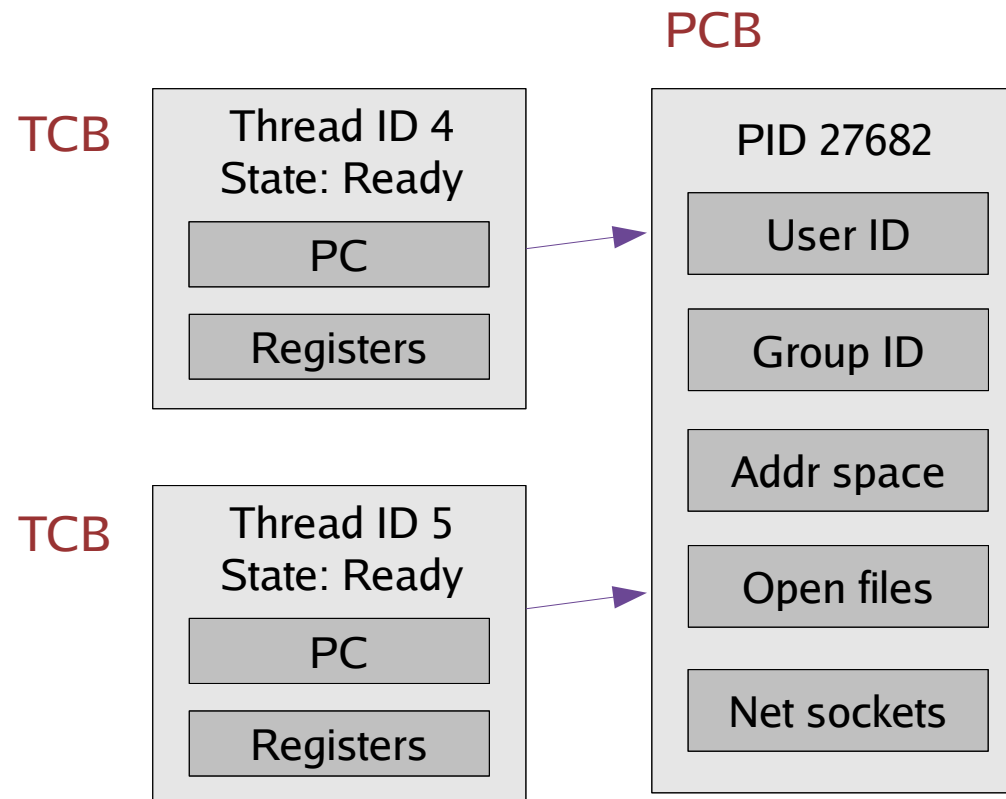 PCB
TCB
Thread ID 4
State: Ready
PC
Registers
TCB
Thread ID 5
State: Ready
PC
Registers
PID 27682
User ID
Group ID
Addr space
Open files
Net sockets